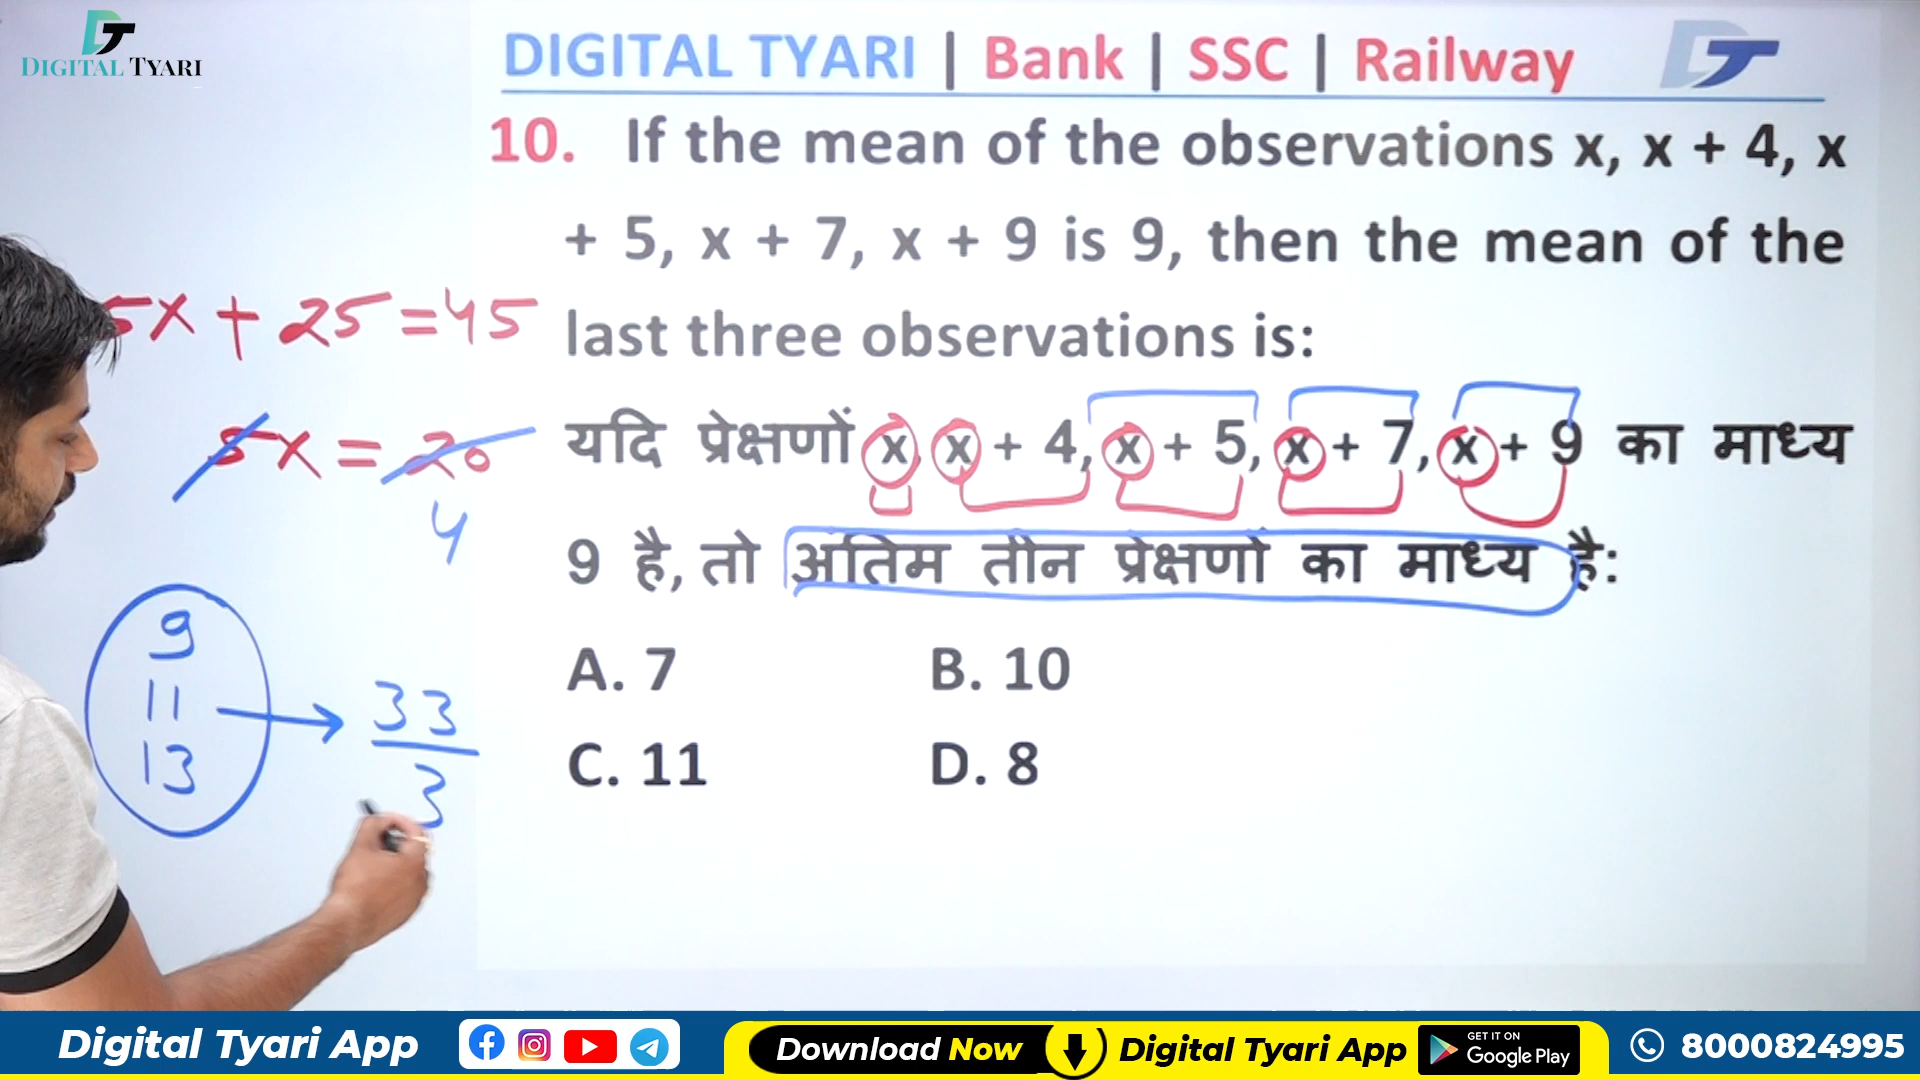 DIGITAL TYARI
DIGITAL TYARI | Bank | SSC | Railway
10. If the mean of the observations x, x + 4, x
+ 5, x + 7, x + 9 is 9, then the mean of the
last three observations is:
यदि प्रेक्षणों x, x + 4, x + 5, x + 7, x + 9 का माध्य
9 है, तो अंतिम तीन प्रेक्षणों का माध्य है:
A. 7 B. 10
C. 11 D. 8
5x + 25 = 45
5x = 20
4
9
11
13
33
3
Digital Tyari App
Download Now
Digital Tyari App
GET IT ON
Google Play
8000824995